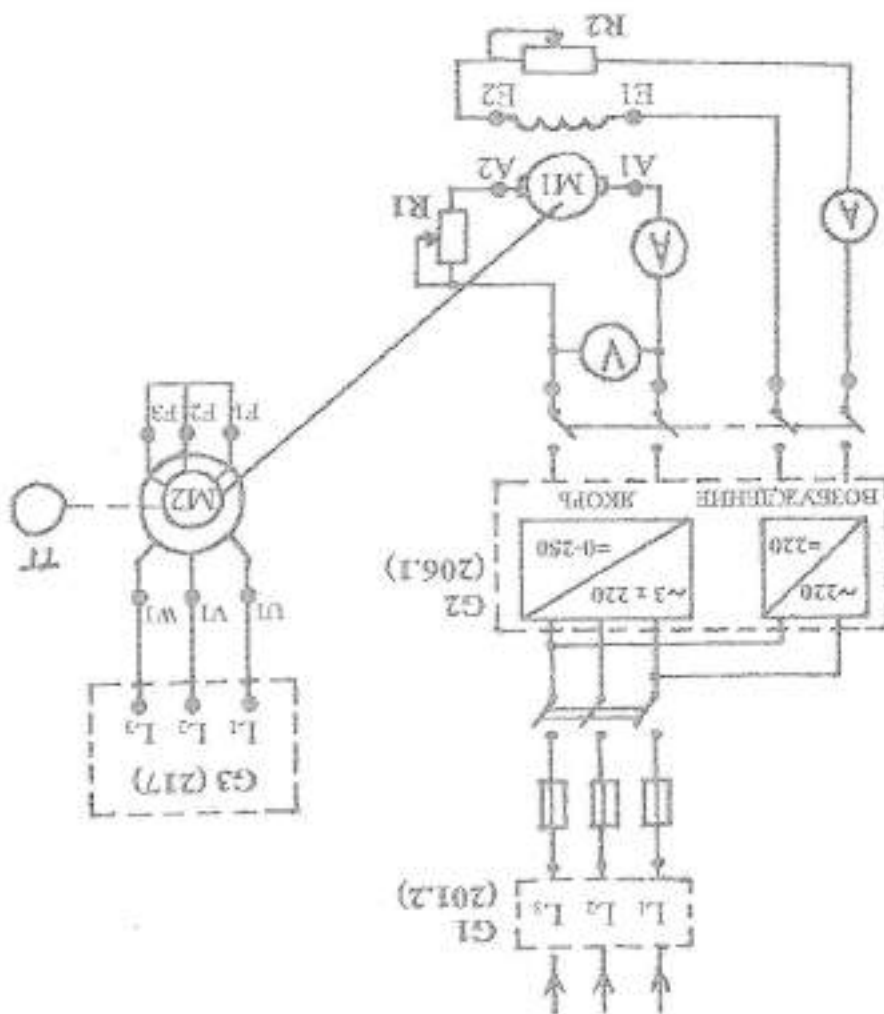 L1 L2 L3
G1
(201.2)
G3 (217)
L1 L2 L3
~220
=220
~3 x 220
=0-250
G2
(206.1)
ВОЗБУЖДЕНИЕ
ЯКОРЬ
U1 V1 W1
M2
ТГ
F1 F2 F3
V
A
A
A1
M1
A2
R1
E1
E2
R2